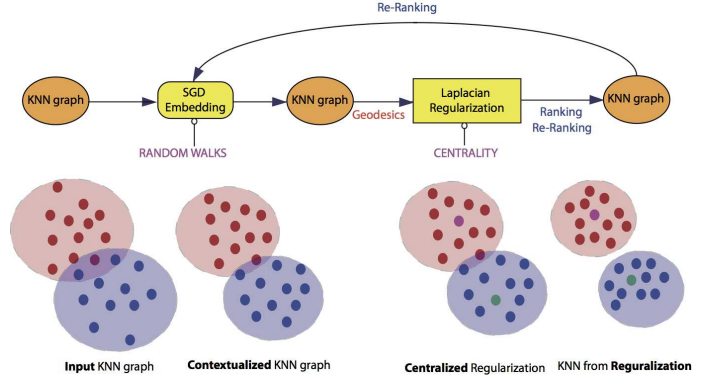 Re-Ranking
KNN graph
SGD
Embedding
KNN graph
Geodesics
Laplacian
Regularization
Ranking
Re-Ranking
KNN graph
RANDOM WALKS
CENTRALITY
Input KNN graph
Contextualized KNN graph
Centralized Regularization
KNN from Reguralization